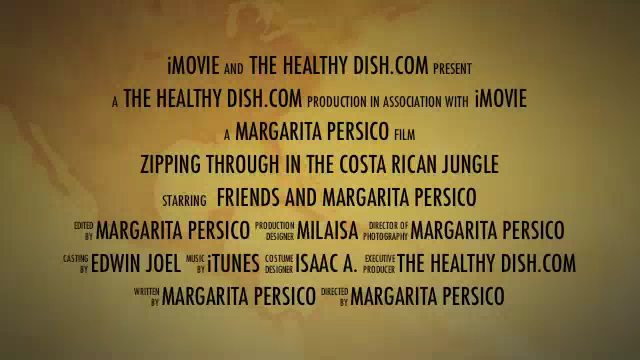 iMOVIE AND THE HEALTHY DISH.COM PRESENT
A THE HEALTHY DISH.COM PRODUCTION IN ASSOCIATION WITH iMOVIE
A MARGARITA PERSICO FILM
ZIPPING THROUGH IN THE COSTA RICAN JUNGLE
STARRING FRIENDS AND MARGARITA PERSICO
EDITED BY MARGARITA PERSICO PRODUCTION DESIGNER MILAISA DIRECTOR OF PHOTOGRAPHY MARGARITA PERSICO
CASTING BY EDWIN JOEL MUSIC BY iTUNES COSTUME DESIGNER ISAAC A. EXECUTIVE PRODUCER THE HEALTHY DISH.COM
WRITTEN BY MARGARITA PERSICO DIRECTED BY MARGARITA PERSICO